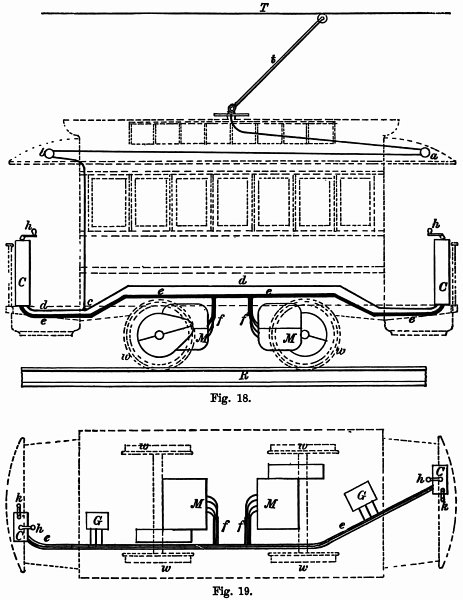 T
t
a a
h h
C C
d
d c e e
e f f e
w M M w
R
Fig. 18.
w w
h C
k G M M G k
C h f f e
e
w w
Fig. 19.